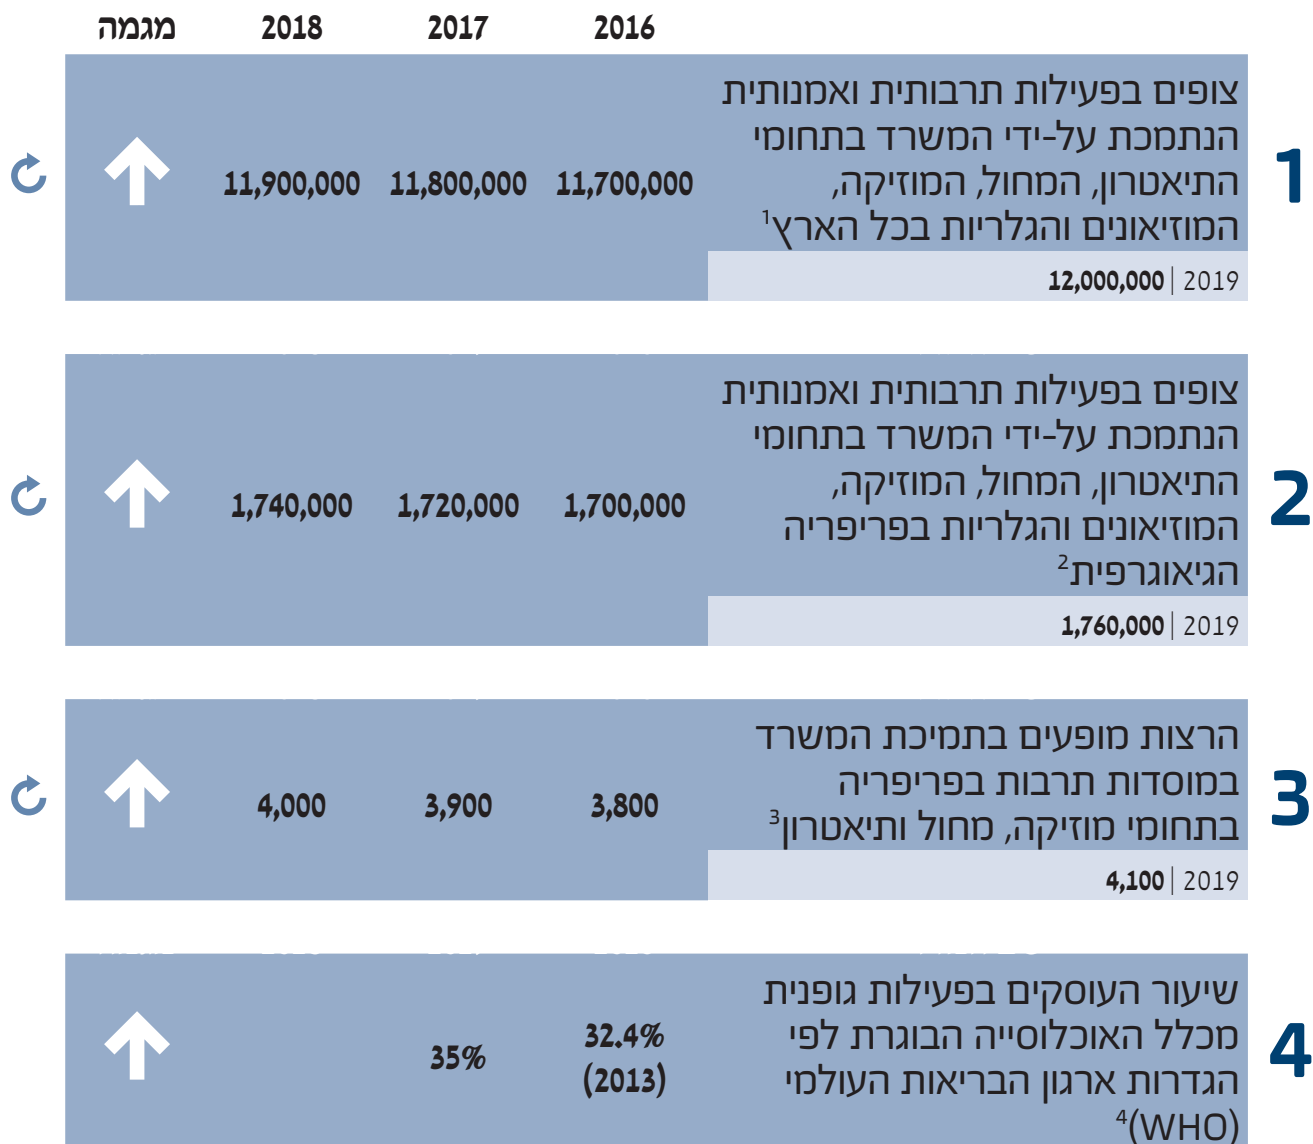 2016 2017 2018 מגמה
1
צופים בפעילות תרבותית ואמנותית
הנתמכת על-ידי המשרד בתחומי
התיאטרון, המחול, המוזיקה,
המוזיאונים והגלריות בכל הארץ¹
11,700,000 11,800,000 11,900,000
2019 | 12,000,000
2
צופים בפעילות תרבותית ואמנותית
הנתמכת על-ידי המשרד בתחומי
התיאטרון, המחול, המוזיקה,
המוזיאונים והגלריות בפריפריה
הגיאוגרפית²
1,700,000 1,720,000 1,740,000
2019 | 1,760,000
3
הרצות מופעים בתמיכת המשרד
במוסדות תרבות בפריפריה
בתחומי מוזיקה, מחול ותיאטרון³
3,800 3,900 4,000
2019 | 4,100
4
שיעור העוסקים בפעילות גופנית
מכלל האוכלוסייה הבוגרת לפי
הגדרות ארגון הבריאות העולמי
(WHO)⁴
32.4%
(2013)
35%